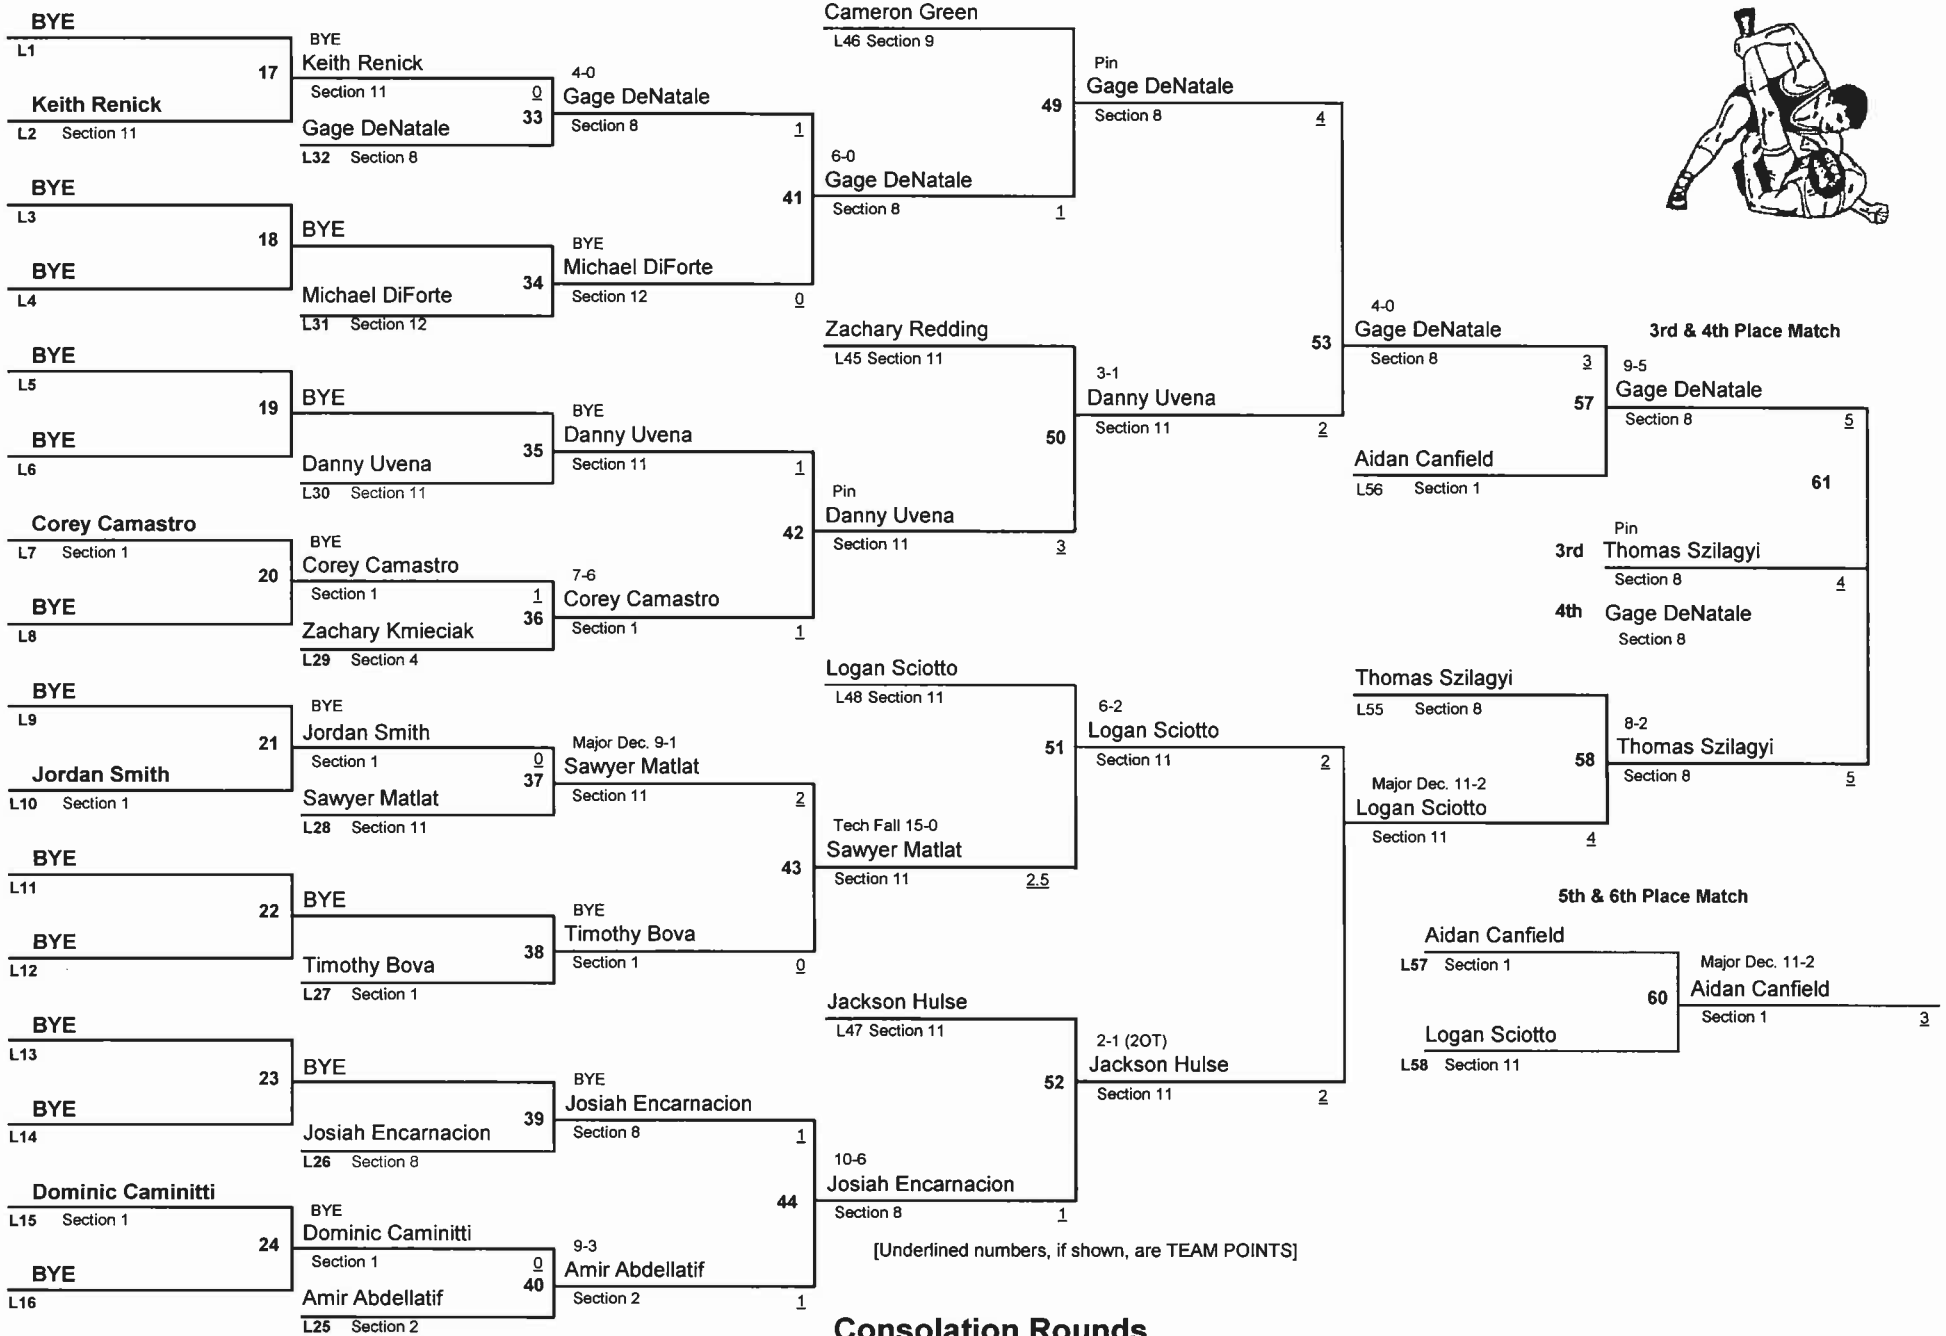 BYE
L1
17
Keith Renick
L2 Section 11
BYE
L3
18
BYE
L4
BYE
L5
19
BYE
L6
Corey Camastro
L7 Section 1
20
BYE
L8
BYE
L9
21
Jordan Smith
L10 Section 1
BYE
L11
22
BYE
L12
BYE
L13
23
BYE
L14
Dominic Caminitti
L15 Section 1
24
BYE
L16
BYE
Keith Renick
Section 11 0
33
Gage DeNatale
L32 Section 8
BYE
34
Michael DiForte
L31 Section 12
BYE
35
Danny Uvena
L30 Section 11
BYE
Corey Camastro
Section 1 1
36
Zachary Kmieciak
L29 Section 4
BYE
Jordan Smith
Section 1 0
37
Sawyer Matlat
L28 Section 11
BYE
38
Timothy Bova
L27 Section 1
BYE
39
Josiah Encarnacion
L26 Section 8
BYE
Dominic Caminitti
Section 1 0
40
Amir Abdellatif
L25 Section 2
4-0
Gage DeNatale
Section 8 1
41
BYE
Michael DiForte
Section 12 0
BYE
Danny Uvena
Section 11 1
42
7-6
Corey Camastro
Section 1 1
Major Dec. 9-1
Sawyer Matlat
Section 11 2
43
BYE
Timothy Bova
Section 1 0
BYE
Josiah Encarnacion
Section 8 1
44
9-3
Amir Abdellatif
Section 2 1
Cameron Green
L46 Section 9
49
6-0
Gage DeNatale
Section 8 1
Zachary Redding
L45 Section 11
50
Pin
Danny Uvena
Section 11 3
Logan Sciotto
L48 Section 11
51
Tech Fall 15-0
Sawyer Matlat
Section 11 2.5
Jackson Hulse
L47 Section 11
52
10-6
Josiah Encarnacion
Section 8 1
Pin
Gage DeNatale
Section 8 4
53
3-1
Danny Uvena
Section 11 2
6-2
Logan Sciotto
Section 11 2
2-1 (2OT)
Jackson Hulse
Section 11 2
4-0
Gage DeNatale
Section 8 3
57
Aidan Canfield
L56 Section 1
Thomas Szilagyi
L55 Section 8
58
Major Dec. 11-2
Logan Sciotto
Section 11 4
3rd & 4th Place Match
9-5
Gage DeNatale
Section 8 5
61
Pin
3rd Thomas Szilagyi
Section 8 4
4th Gage DeNatale
Section 8
8-2
Thomas Szilagyi
Section 8 5
5th & 6th Place Match
Aidan Canfield
L57 Section 1
60
Logan Sciotto
L58 Section 11
Major Dec. 11-2
Aidan Canfield
Section 1 3
[Underlined numbers, if shown, are TEAM POINTS]
Consolation Rounds